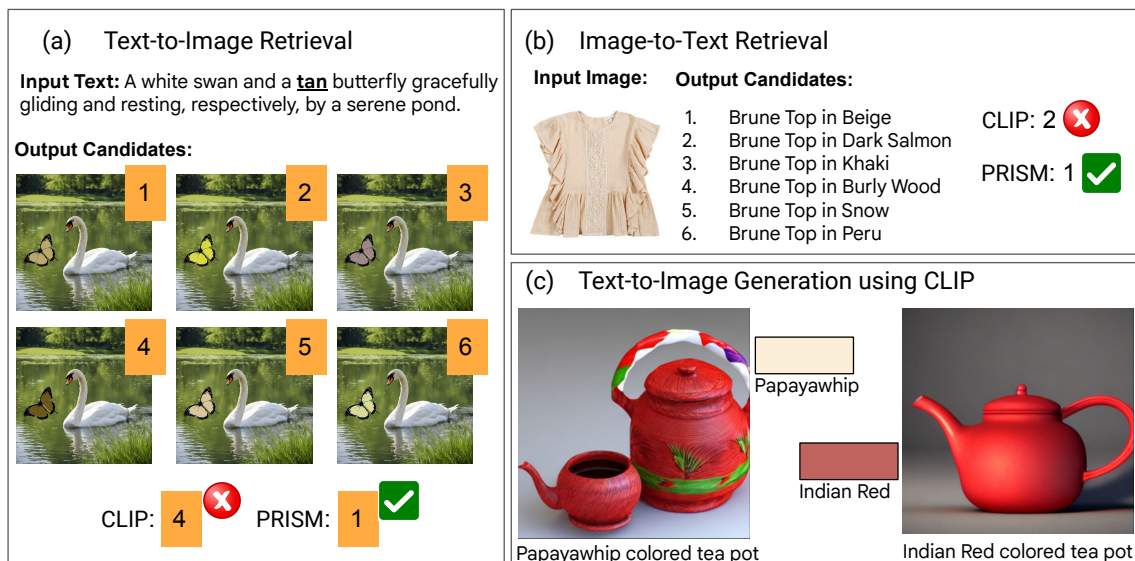 (a) Text-to-Image Retrieval
Input Text: A white swan and a tan butterfly gracefully
gliding and resting, respectively, by a serene pond.
Output Candidates:
1
2
3
4
5
6
CLIP: 4
PRISM: 1
(b) Image-to-Text Retrieval
Input Image:
Output Candidates:
1. Brune Top in Beige
2. Brune Top in Dark Salmon
3. Brune Top in Khaki
4. Brune Top in Burly Wood
5. Brune Top in Snow
6. Brune Top in Peru
CLIP: 2
PRISM: 1
(c) Text-to-Image Generation using CLIP
Papayawhip
Indian Red
Papayawhip colored tea pot
Indian Red colored tea pot